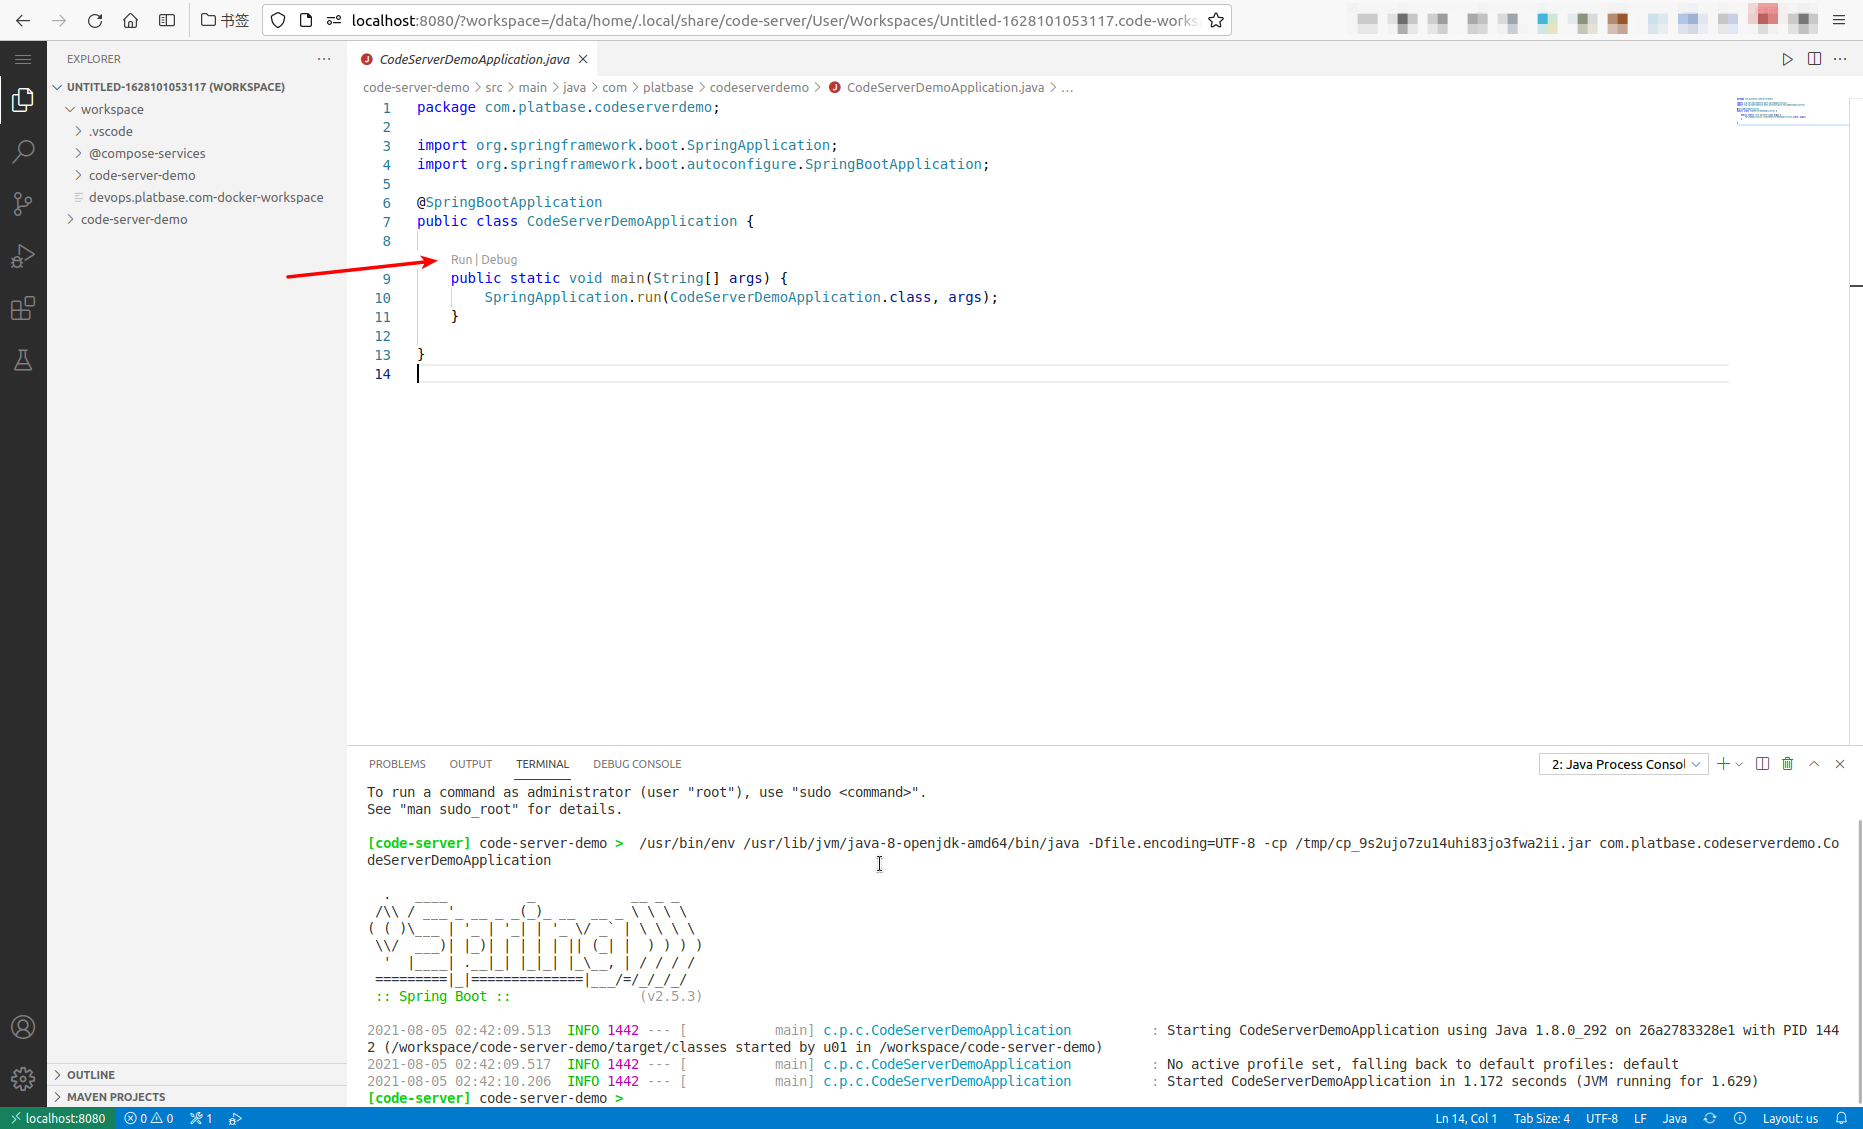 书签
localhost:8080/?workspace=/data/home/.local/share/code-server/User/Workspaces/Untitled-1628101053117.code-works
EXPLORER
UNTITLED-1628101053117 (WORKSPACE)
workspace
.vscode
@compose-services
code-server-demo
devops.platbase.com-docker-workspace
code-server-demo
OUTLINE
MAVEN PROJECTS
CodeServerDemoApplication.java
code-server-demo > src > main > java > com > platbase > codeserverdemo > CodeServerDemoApplication.java > ...
1 package com.platbase.codeserverdemo;
2
3 import org.springframework.boot.SpringApplication;
4 import org.springframework.boot.autoconfigure.SpringBootApplication;
5
6 @SpringBootApplication
7 public class CodeServerDemoApplication {
8
Run | Debug
9     public static void main(String[] args) {
10         SpringApplication.run(CodeServerDemoApplication.class, args);
11     }
12
13 }
14
PROBLEMS OUTPUT TERMINAL DEBUG CONSOLE 2: Java Process Consol
To run a command as administrator (user "root"), use "sudo <command>".
See "man sudo_root" for details.
[code-server] code-server-demo >  /usr/bin/env /usr/lib/jvm/java-8-openjdk-amd64/bin/java -Dfile.encoding=UTF-8 -cp /tmp/cp_9s2ujo7zu14uhi83jo3fwa2ii.jar com.platbase.codeserverdemo.Co
deServerDemoApplication
  .   ____          _            __ _ _
 /\\ / ___'_ __ _ _(_)_ __  __ _ \ \ \ \
( ( )\___ | '_ | '_| | '_ \/ _` | \ \ \ \
 \\/  ___)| |_)| | | | | || (_| |  ) ) ) )
  '  |____| .__|_| |_|_| |_\__, | / / / /
 =========|_|==============|___/=/_/_/_/
 :: Spring Boot ::                (v2.5.3)
2021-08-05 02:42:09.513  INFO 1442 --- [           main] c.p.c.CodeServerDemoApplication          : Starting CodeServerDemoApplication using Java 1.8.0_292 on 26a2783328e1 with PID 144
2 (/workspace/code-server-demo/target/classes started by u01 in /workspace/code-server-demo)
2021-08-05 02:42:09.517  INFO 1442 --- [           main] c.p.c.CodeServerDemoApplication          : No active profile set, falling back to default profiles: default
2021-08-05 02:42:10.206  INFO 1442 --- [           main] c.p.c.CodeServerDemoApplication          : Started CodeServerDemoApplication in 1.172 seconds (JVM running for 1.629)
[code-server] code-server-demo >
localhost:8080 0 0 1 Ln 14, Col 1 Tab Size: 4 UTF-8 LF Java Layout: us